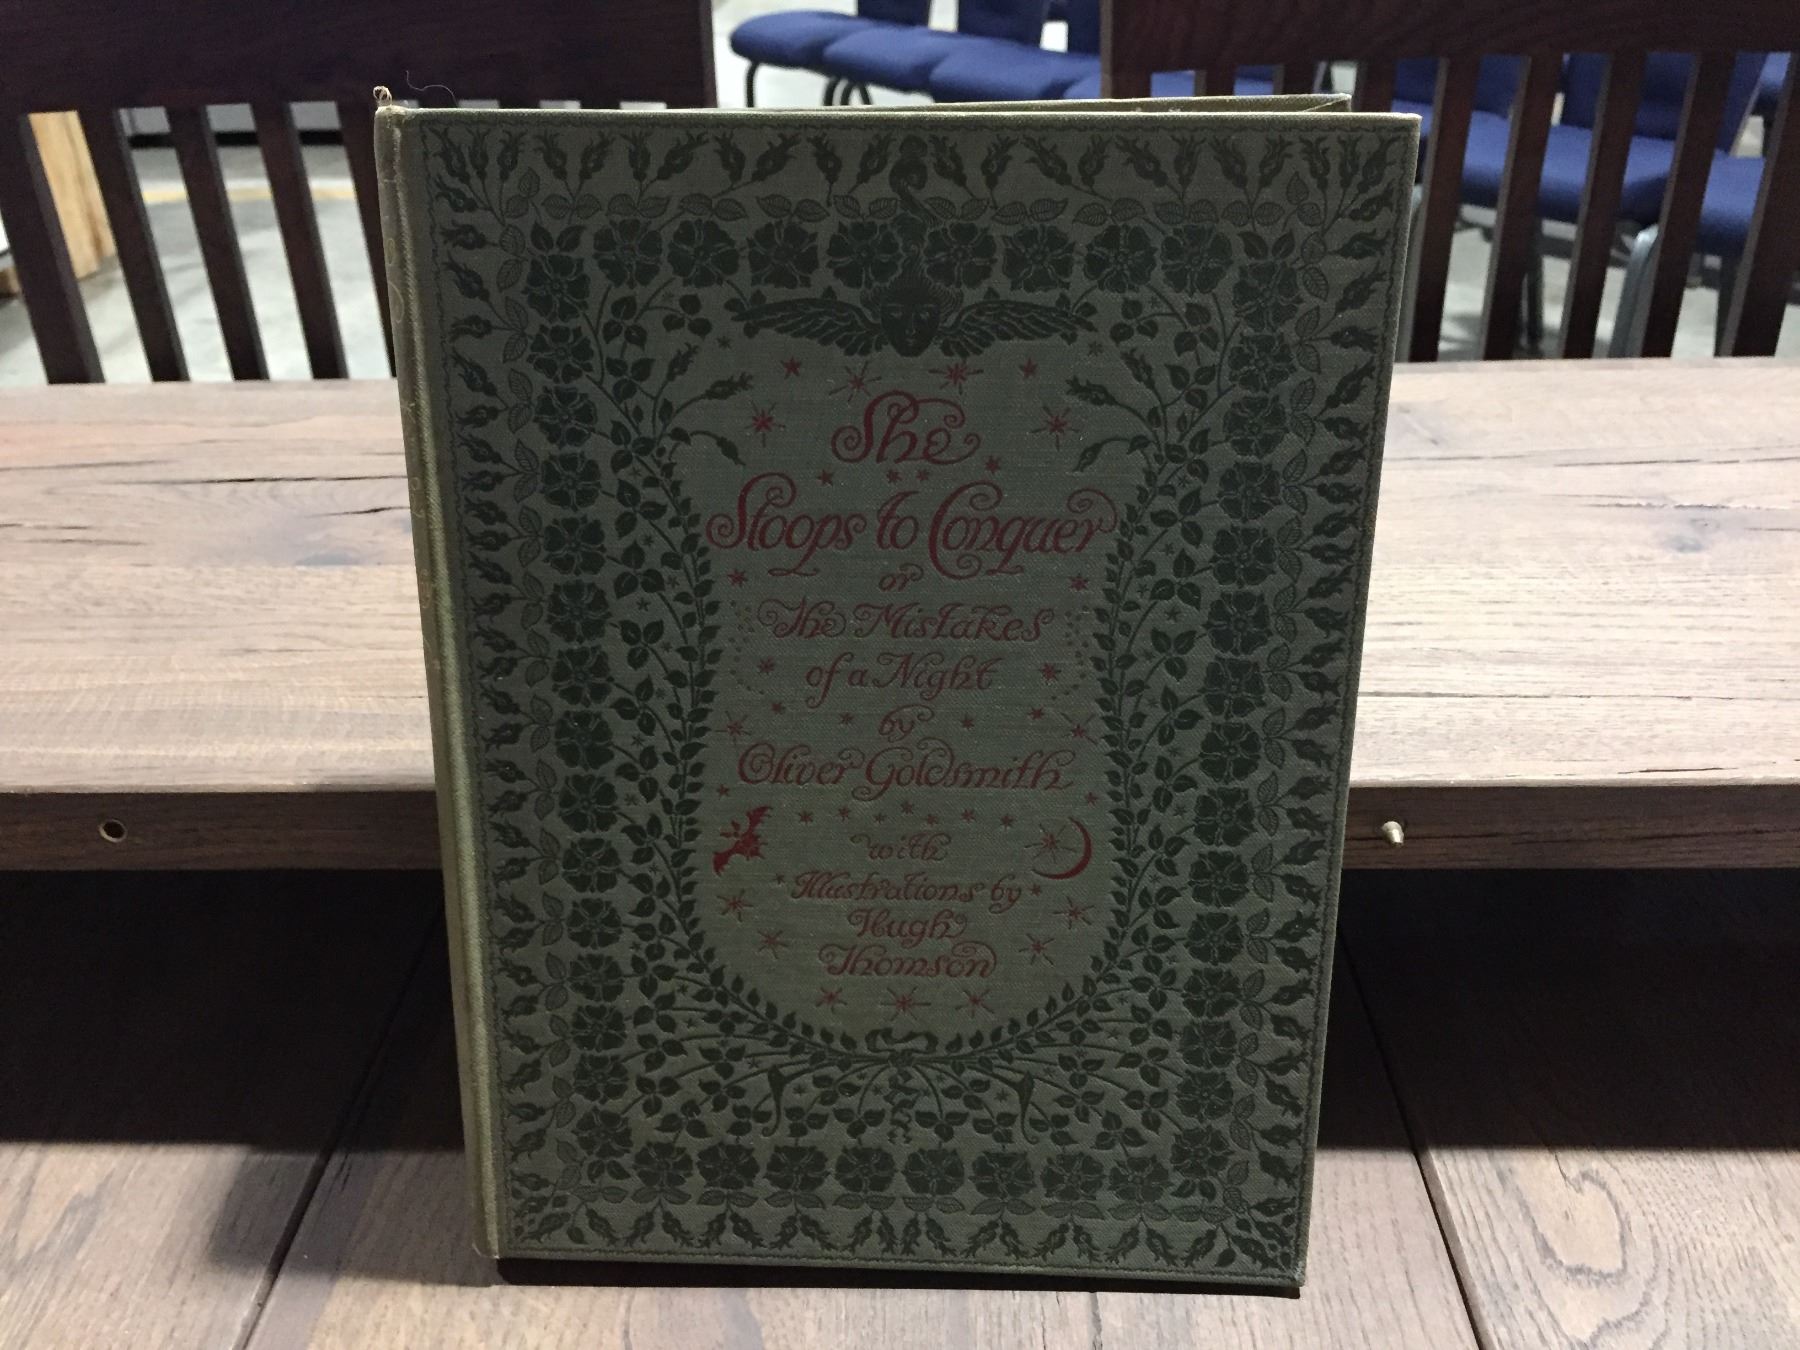 She
Stoops to Conquer
or
The Mistakes
of a Night
by
Oliver Goldsmith
with
Illustrations by
Hugh
Thomson